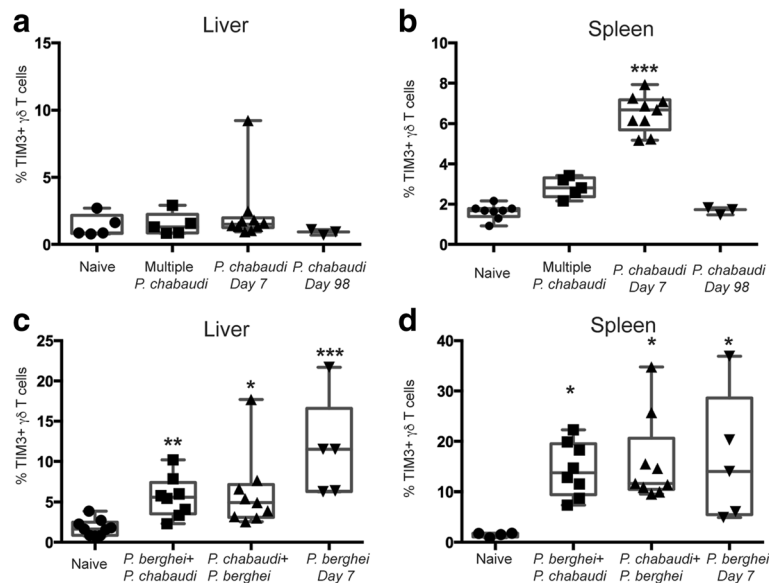 a
Liver
% TIM3+ γδ T cells
15
10
5
0
Naive
Multiple
P. chabaudi
P. chabaudi
Day 7
P. chabaudi
Day 98
b
Spleen
% TIM3+ γδ T cells
10
8
6
4
2
0
***
Naive
Multiple
P. chabaudi
P. chabaudi
Day 7
P. chabaudi
Day 98
c
Liver
% TIM3+ γδ T cells
25
20
15
10
5
0
**
*
***
Naive
P. berghei+
P. chabaudi
P. chabaudi+
P. berghei
P. berghei
Day 7
d
Spleen
% TIM3+ γδ T cells
40
30
20
10
0
*
*
*
Naive
P. berghei+
P. chabaudi
P. chabaudi+
P. berghei
P. berghei
Day 7